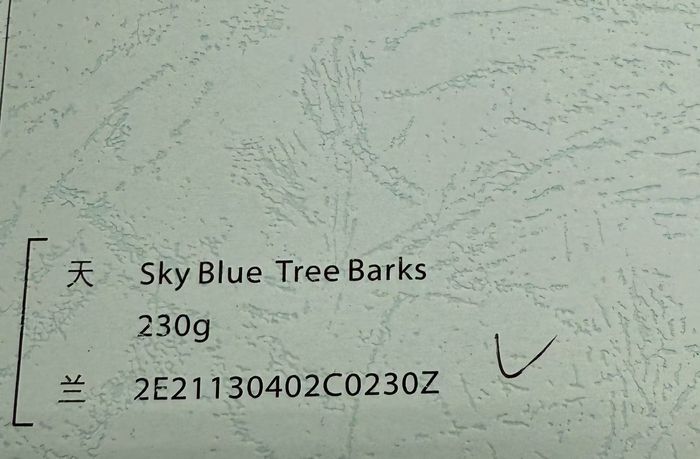 天 Sky Blue Tree Barks
230g
兰 2E21130402C0230Z